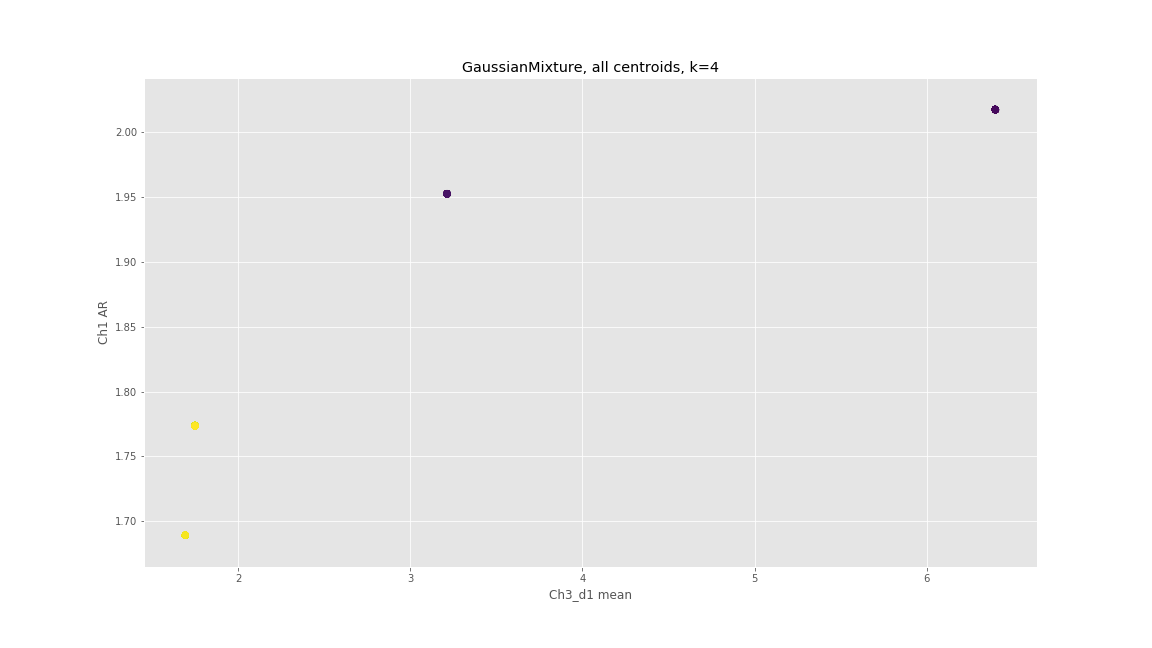 GaussianMixture, all centroids, k=4
2.00
1.95
1.90
1.85
1.80
1.75
1.70
Ch1 AR
2 3 4 5 6
Ch3_d1 mean